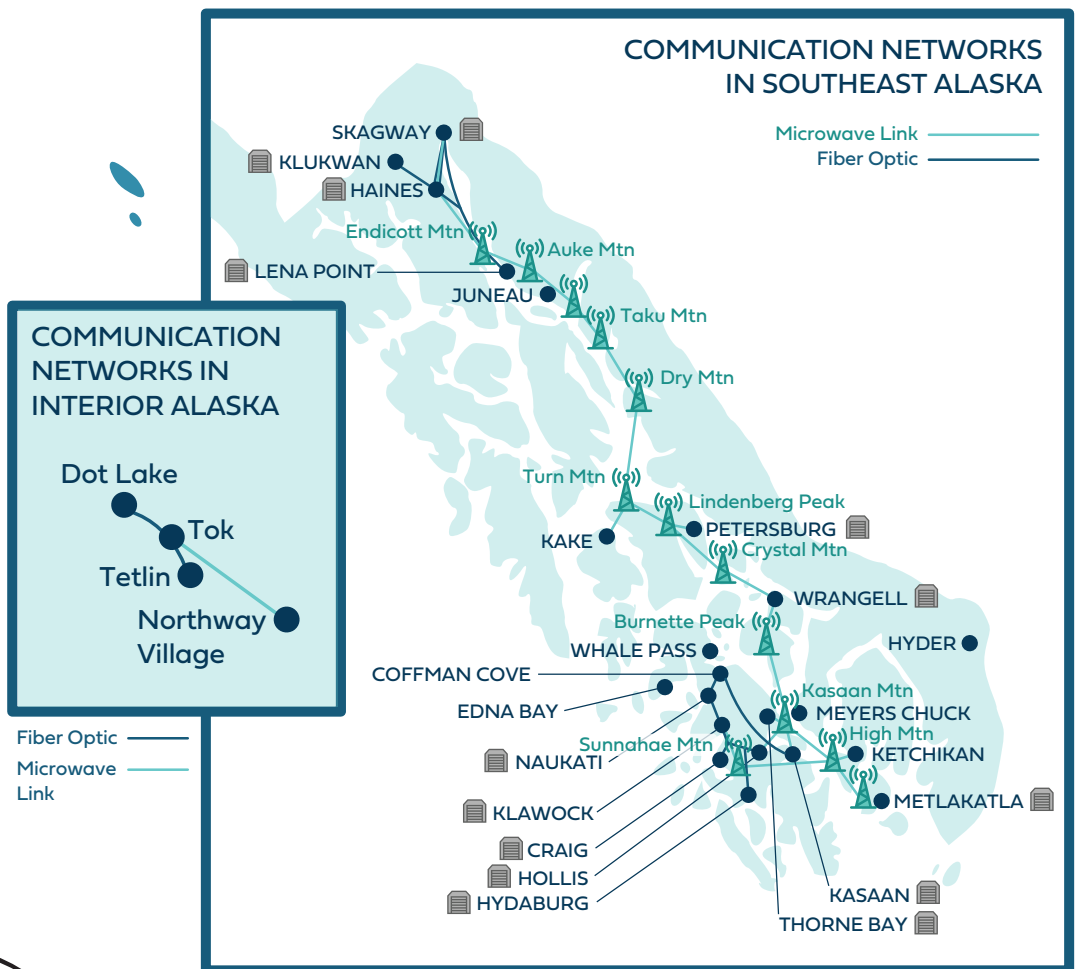 COMMUNICATION NETWORKS
IN SOUTHEAST ALASKA
Microwave Link
Fiber Optic
SKAGWAY
KLUKWAN
HAINES
Endicott Mtn
Auke Mtn
LENA POINT
JUNEAU
Taku Mtn
Dry Mtn
Turn Mtn
Lindenberg Peak
PETERSBURG
KAKE
Crystal Mtn
WRANGELL
Burnette Peak
HYDER
WHALE PASS
COFFMAN COVE
Kasaan Mtn
EDNA BAY
MEYERS CHUCK
High Mtn
Sunnahae Mtn
KETCHIKAN
NAUKATI
METLAKATLA
KLAWOCK
CRAIG
HOLLIS
KASAAN
HYDABURG
THORNE BAY
COMMUNICATION
NETWORKS IN
INTERIOR ALASKA
Dot Lake
Tok
Tetlin
Northway
Village
Fiber Optic
Microwave
Link